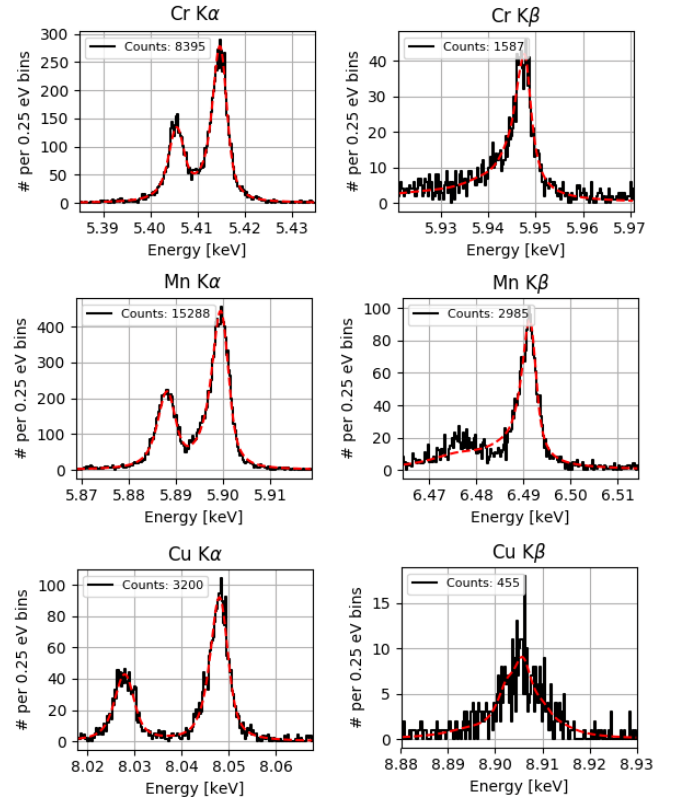 Cr Kα
Counts: 8395
300
250
200
150
100
50
0
# per 0.25 eV bins
5.39 5.40 5.41 5.42 5.43
Energy [keV]
Cr Kβ
Counts: 1587
40
30
20
10
0
# per 0.25 eV bins
5.93 5.94 5.95 5.96 5.97
Energy [keV]
Mn Kα
Counts: 15288
400
300
200
100
0
# per 0.25 eV bins
5.87 5.88 5.89 5.90 5.91
Energy [keV]
Mn Kβ
Counts: 2985
100
80
60
40
20
0
# per 0.25 eV bins
6.47 6.48 6.49 6.50 6.51
Energy [keV]
Cu Kα
Counts: 3200
100
80
60
40
20
0
# per 0.25 eV bins
8.02 8.03 8.04 8.05 8.06
Energy [keV]
Cu Kβ
Counts: 455
15
10
5
0
# per 0.25 eV bins
8.88 8.89 8.90 8.91 8.92 8.93
Energy [keV]